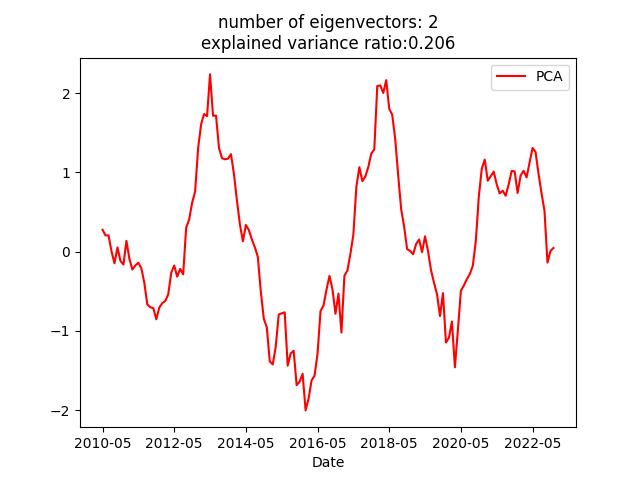 number of eigenvectors: 2
explained variance ratio:0.206
PCA
2
1
0
−1
−2
2010-05 2012-05 2014-05 2016-05 2018-05 2020-05 2022-05
Date